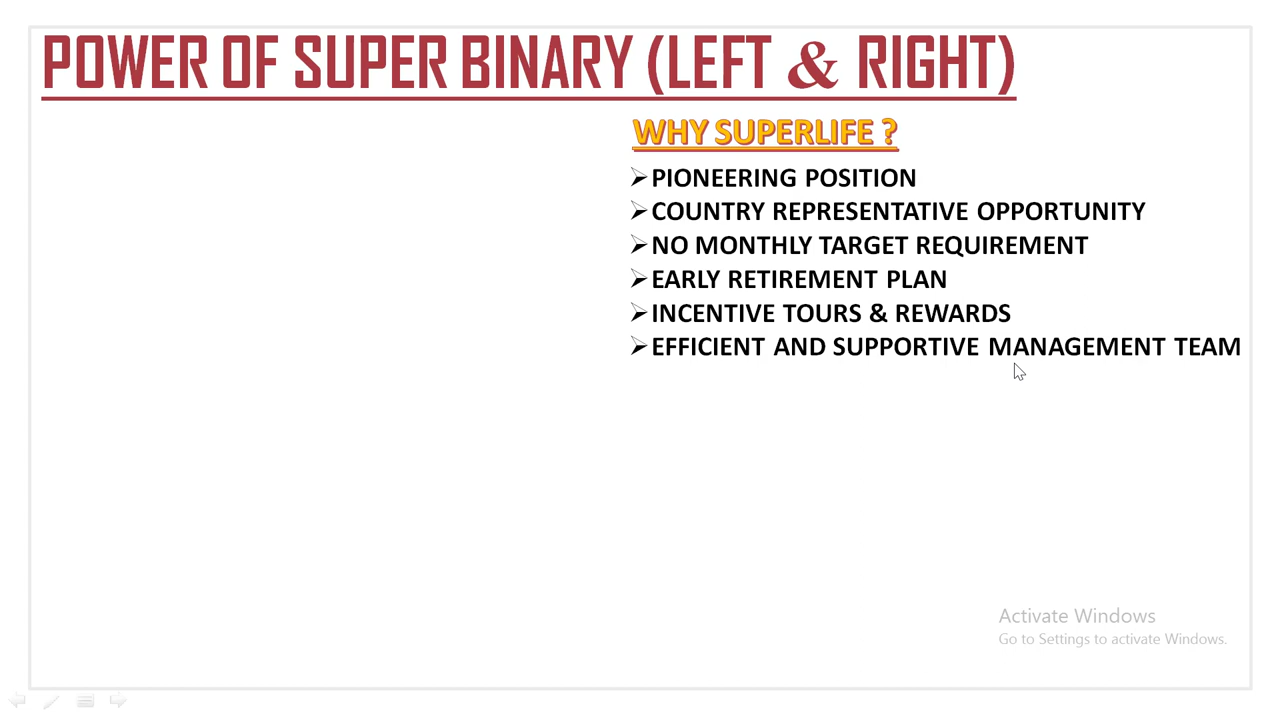 POWER OF SUPER BINARY (LEFT & RIGHT)
WHY SUPERLIFE ?
➢PIONEERING POSITION
➢COUNTRY REPRESENTATIVE OPPORTUNITY
➢NO MONTHLY TARGET REQUIREMENT
➢EARLY RETIREMENT PLAN
➢INCENTIVE TOURS & REWARDS
➢EFFICIENT AND SUPPORTIVE MANAGEMENT TEAM
Activate Windows
Go to Settings to activate Windows.